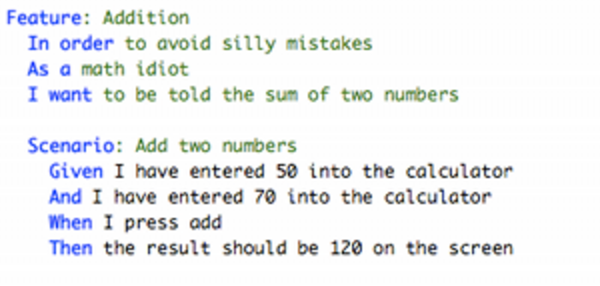 Feature: Addition
In order to avoid silly mistakes
As a math idiot
I want to be told the sum of two numbers
Scenario: Add two numbers
Given I have entered 50 into the calculator
And I have entered 70 into the calculator
When I press add
Then the result should be 120 on the screen